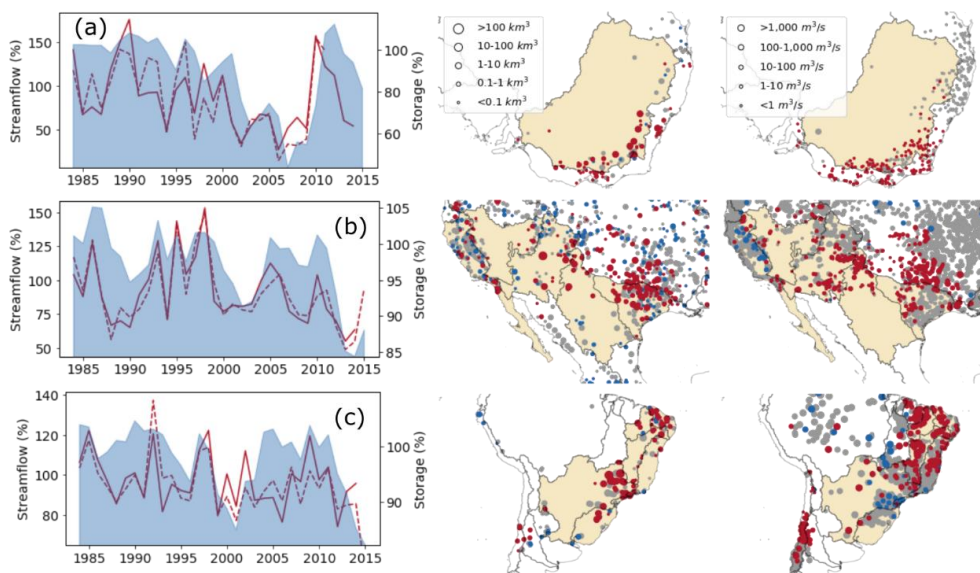 (a)
Streamflow (%)
150
100
50
100
80
60
Storage (%)
1985 1990 1995 2000 2005 2010 2015
>100 km³
10-100 km³
1-10 km³
0.1-1 km³
<0.1 km³
>1,000 m³/s
100-1,000 m³/s
10-100 m³/s
1-10 m³/s
<1 m³/s
(b)
Streamflow (%)
150
125
100
75
50
105
100
95
90
85
Storage (%)
1985 1990 1995 2000 2005 2010 2015
(c)
Streamflow (%)
140
120
100
80
100
90
Storage (%)
1985 1990 1995 2000 2005 2010 2015